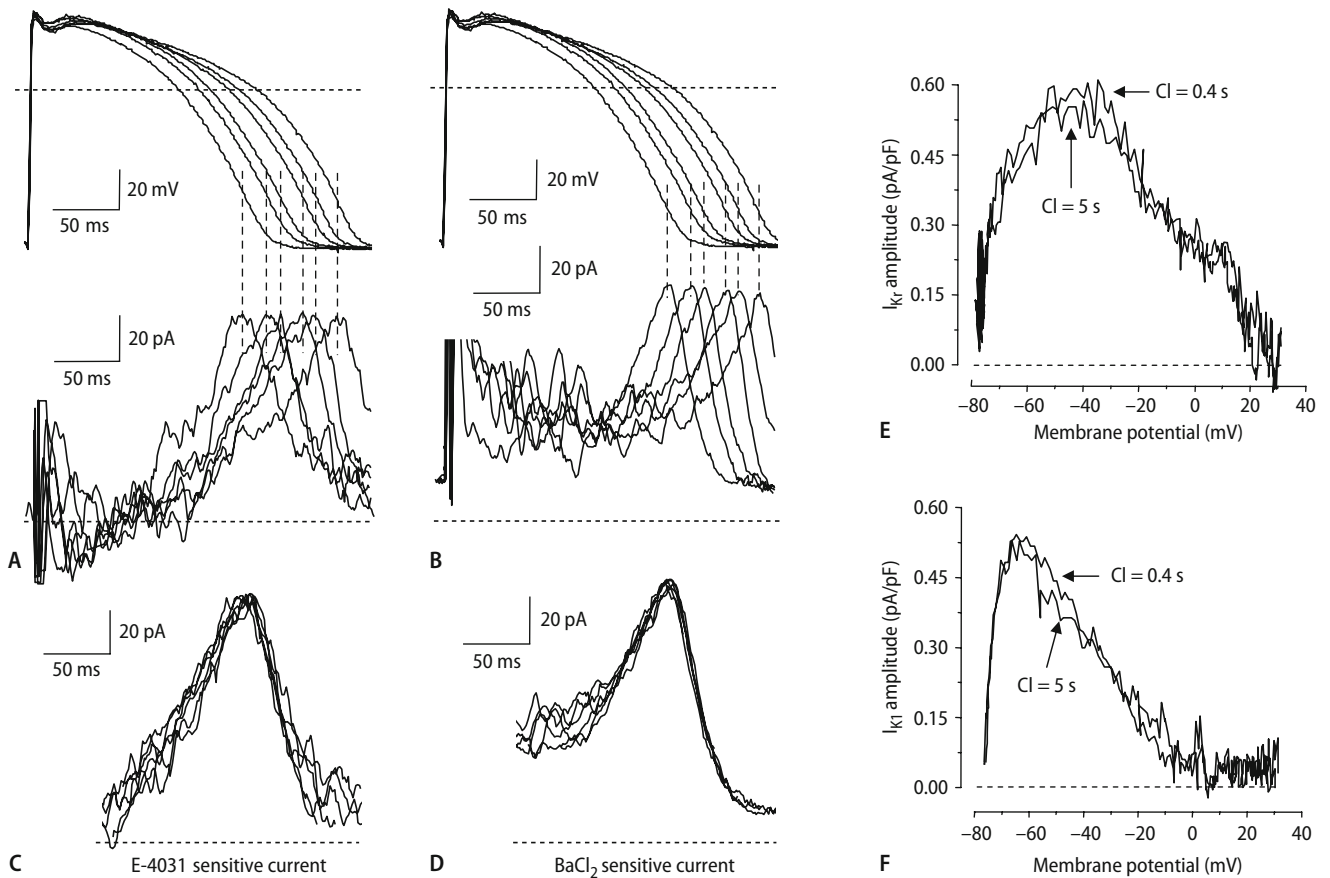 20 mV
50 ms
20 pA
50 ms
A
20 mV
50 ms
20 pA
50 ms
B
20 pA
50 ms
C
E-4031 sensitive current
20 pA
50 ms
D
BaCl2 sensitive current
0.60
0.45
0.30
0.15
0.00
IKr amplitude (pA/pF)
Cl = 0.4 s
Cl = 5 s
−80
−60
−40
−20
0
20
40
E
Membrane potential (mV)
0.60
0.45
0.30
0.15
0.00
IK1 amplitude (pA/pF)
Cl = 0.4 s
Cl = 5 s
−80
−60
−40
−20
0
20
40
F
Membrane potential (mV)